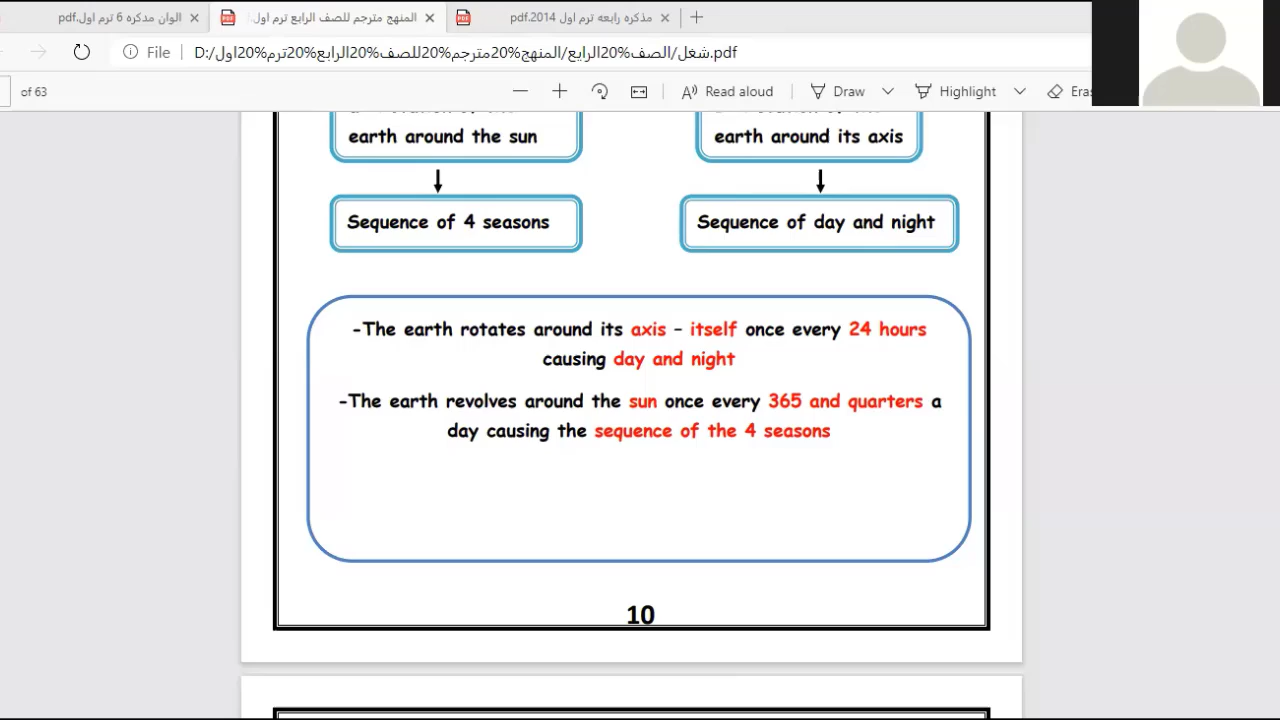 الوان مذكره 6 ترم اول.pdf
المنهج مترجم للصف الرابع ترم اول.
مذكره رابعه ترم اول 2014.pdf
File
D:/شغل/الصف%20الرابع/المنهج%20مترجم%20للصف%20الرابع%20ترم%20اول.pdf
of 63
Read aloud
Draw
Highlight
Eras
earth around the sun
earth around its axis
Sequence of 4 seasons
Sequence of day and night
-The earth rotates around its axis - itself once every 24 hours
causing day and night
-The earth revolves around the sun once every 365 and quarters a
day causing the sequence of the 4 seasons
10